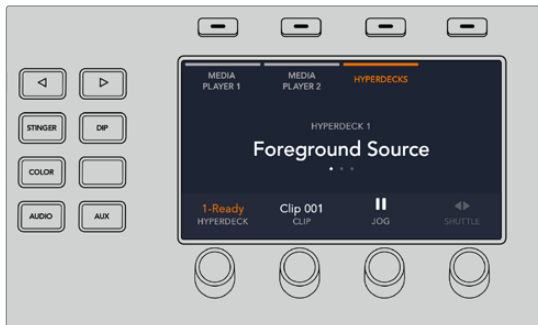 MEDIA
PLAYER 1
MEDIA
PLAYER 2
HYPERDECKS
HYPERDECK 1
Foreground Source
1-Ready
HYPERDECK
Clip 001
CLIP
JOG
SHUTTLE
STINGER
DIP
COLOR
AUDIO
AUX